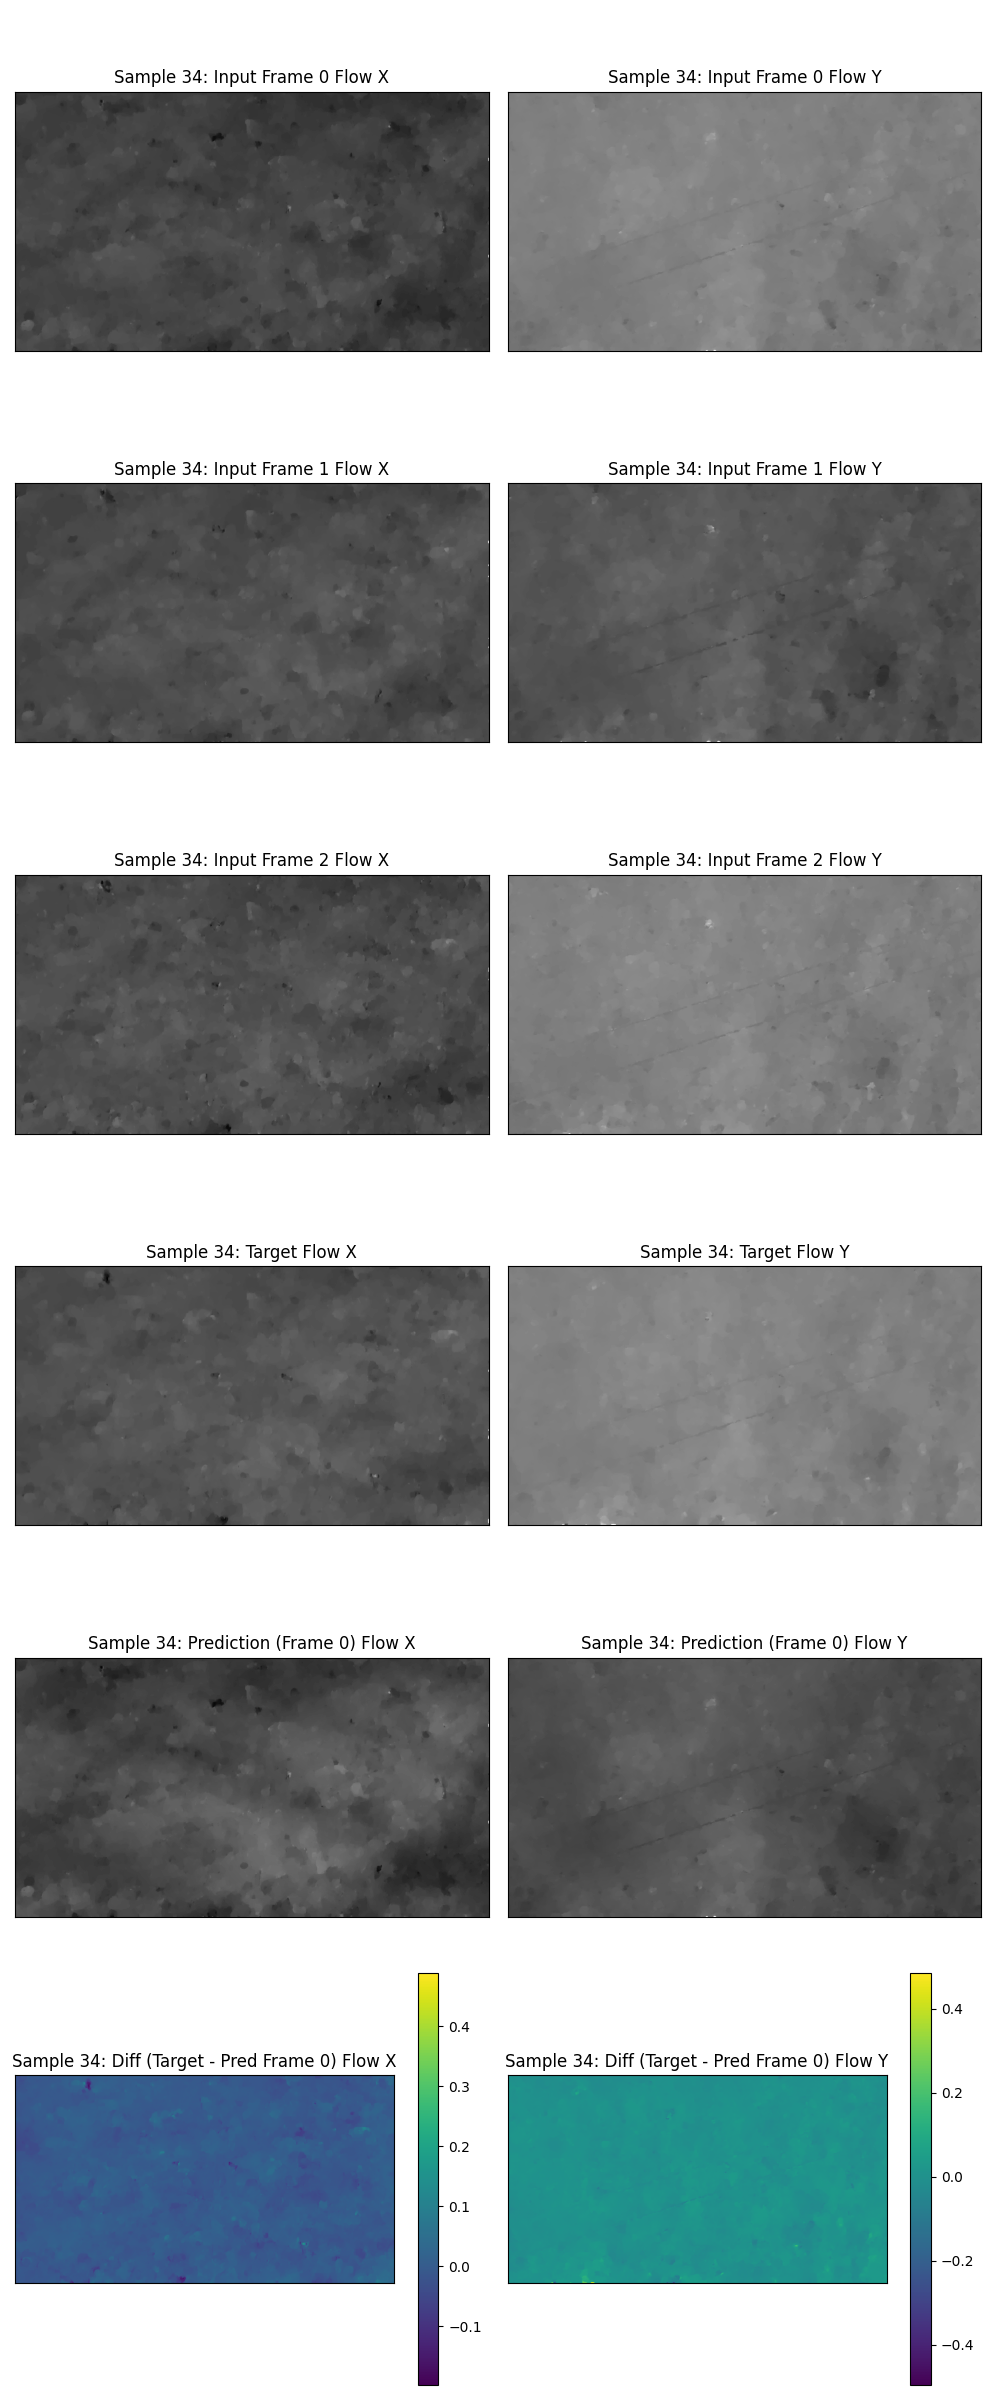 Sample 34: Input Frame 0 Flow X
Sample 34: Input Frame 0 Flow Y
Sample 34: Input Frame 1 Flow X
Sample 34: Input Frame 1 Flow Y
Sample 34: Input Frame 2 Flow X
Sample 34: Input Frame 2 Flow Y
Sample 34: Target Flow X
Sample 34: Target Flow Y
Sample 34: Prediction (Frame 0) Flow X
Sample 34: Prediction (Frame 0) Flow Y
Sample 34: Diff (Target - Pred Frame 0) Flow X
0.4
0.3
0.2
0.1
0.0
−0.1
Sample 34: Diff (Target - Pred Frame 0) Flow Y
0.4
0.2
0.0
−0.2
−0.4